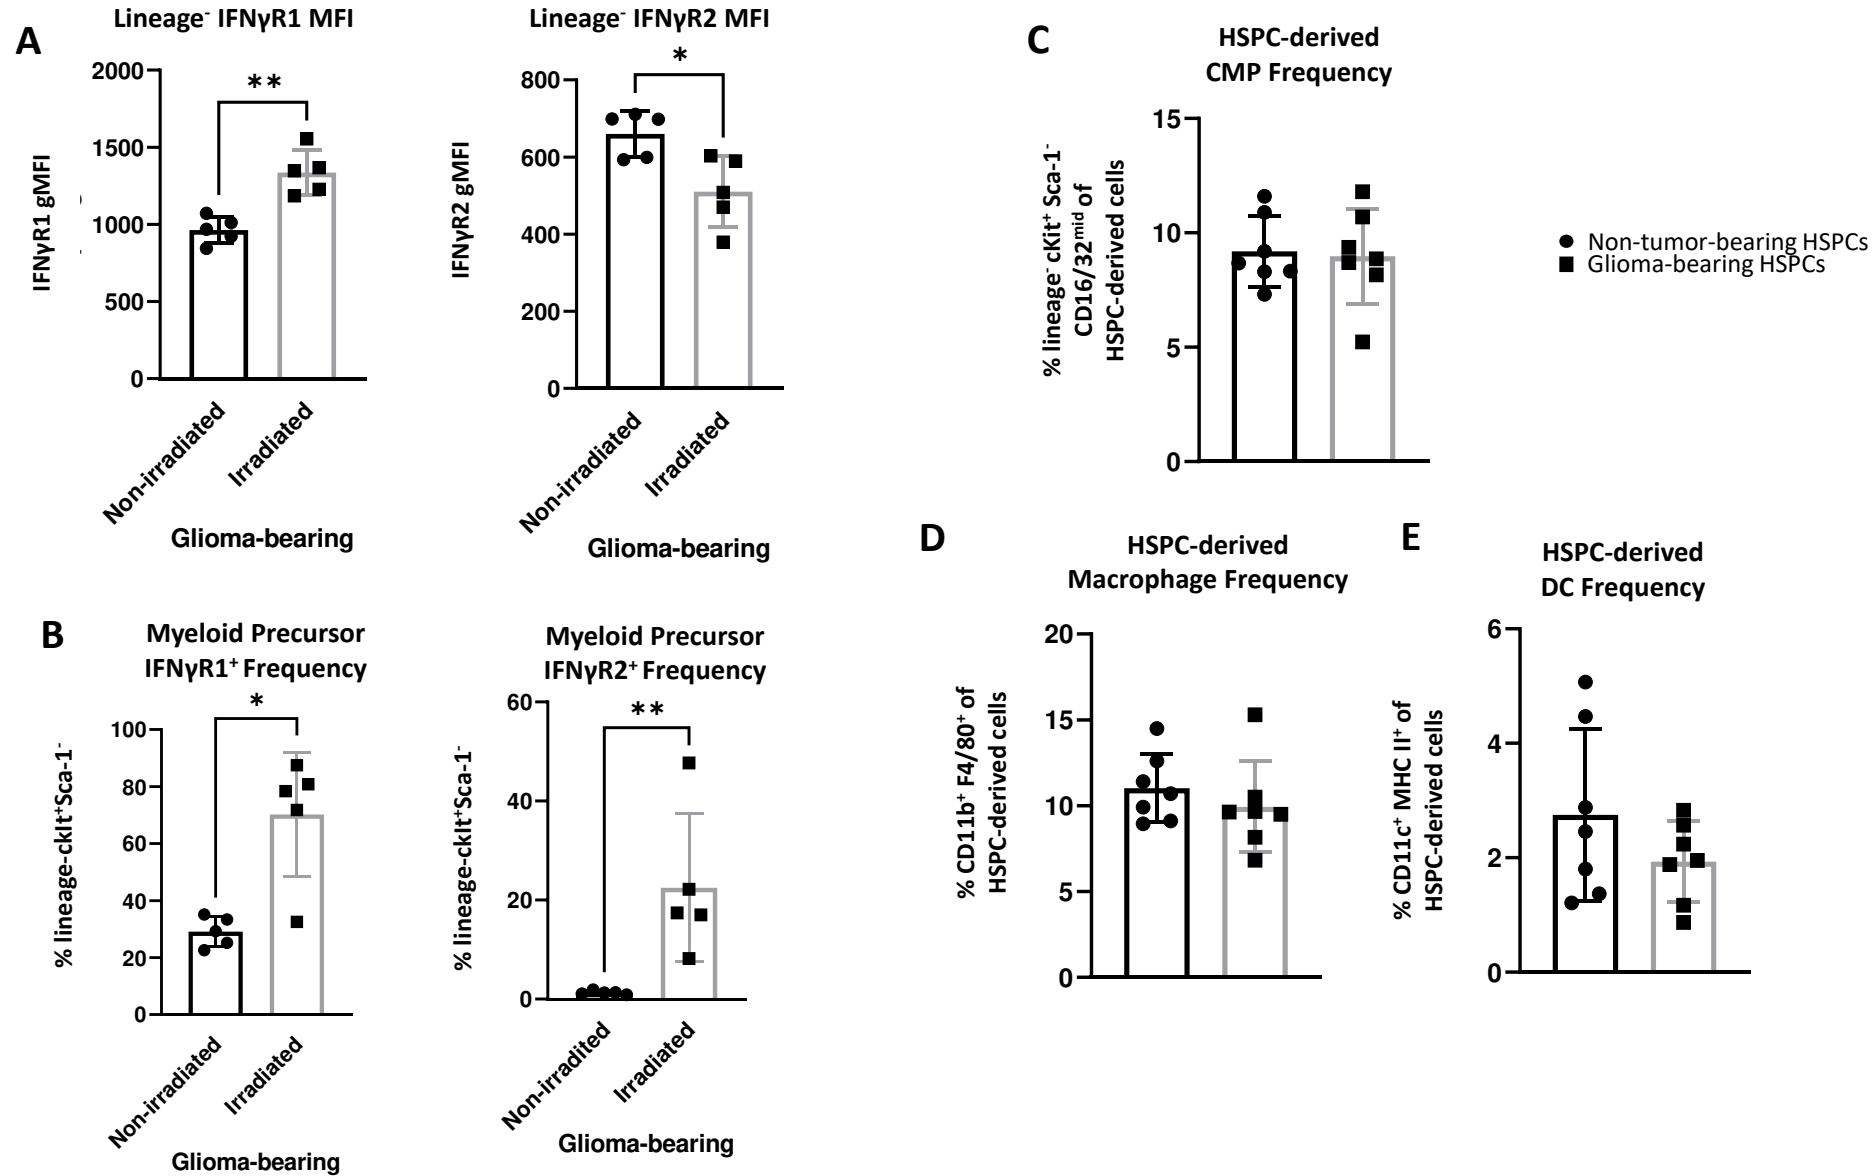 A
Lineage⁻ IFNγR1 MFI
**
IFNγR1 gMFI
2000
1500
1000
500
0
Non-irradiated
Irradiated
Glioma-bearing
Lineage⁻ IFNγR2 MFI
*
IFNγR2 gMFI
800
600
400
200
0
Non-irradiated
Irradiated
Glioma-bearing
B
Myeloid Precursor
IFNγR1⁺ Frequency
*
% lineage-ckIt⁺Sca-1⁻
100
80
60
40
20
0
Non-irradiated
Irradiated
Glioma-bearing
Myeloid Precursor
IFNγR2⁺ Frequency
**
% lineage-ckIt⁺Sca-1⁻
60
40
20
0
Non-irradited
Irradiated
Glioma-bearing
C
HSPC-derived
CMP Frequency
% lineage⁻ cKit⁺ Sca-1⁻
CD16/32ᵐⁱᵈ of
HSPC-derived cells
15
10
5
0
Non-tumor-bearing HSPCs
Glioma-bearing HSPCs
D
HSPC-derived
Macrophage Frequency
% CD11b⁺ F4/80⁺ of
HSPC-derived cells
20
15
10
5
0
E
HSPC-derived
DC Frequency
% CD11c⁺ MHC II⁺ of
HSPC-derived cells
6
4
2
0